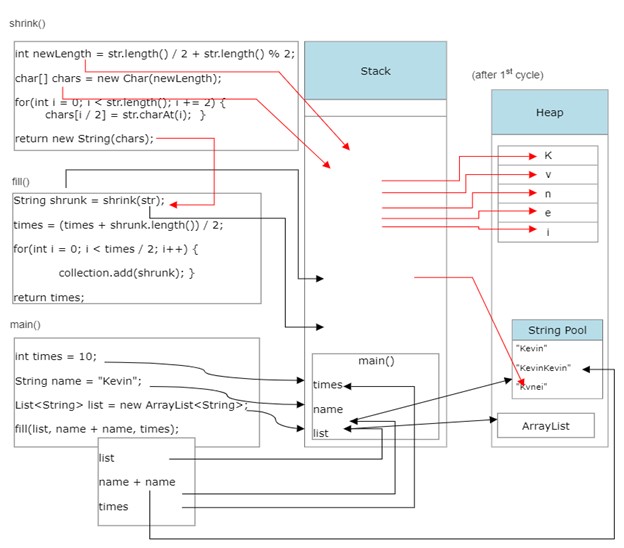 shrink()
int newLength = str.length() / 2 + str.length() % 2;
char[] chars = new Char(newLength);
for(int i = 0; i < str.length(); i += 2) {
chars[i / 2] = str.charAt(i); }
return new String(chars);
fill()
String shrunk = shrink(str);
times = (times + shrunk.length()) / 2;
for(int i = 0; i < times / 2; i++) {
collection.add(shrunk); }
return times;
main()
int times = 10;
String name = "Kevin";
List<String> list = new ArrayList<String>;
fill(list, name + name, times);
list
name + name
times
Stack
main()
times
name
list
(after 1st cycle)
Heap
K
v
n
e
i
String Pool
"Kevin"
"KevinKevin"
"Kvnei"
ArrayList